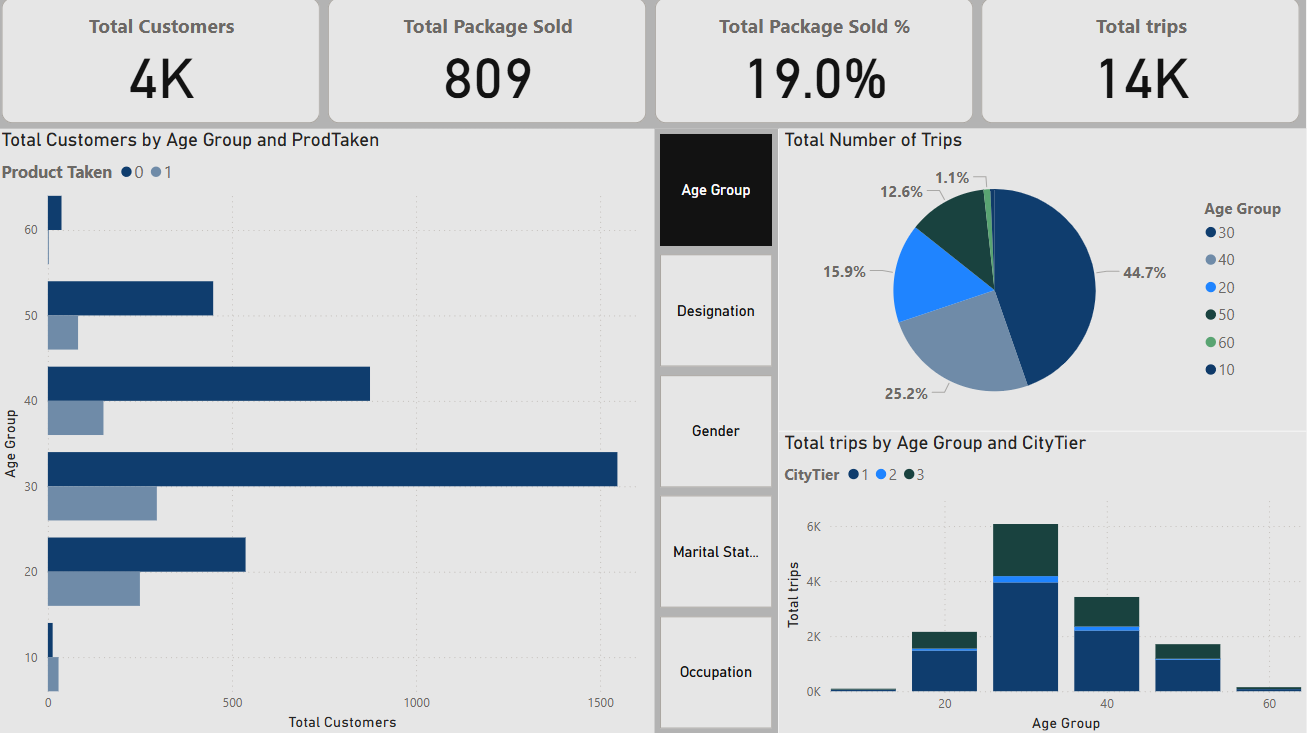 Total Customers
4K
Total Package Sold
809
Total Package Sold %
19.0%
Total trips
14K
Total Customers by Age Group and ProdTaken
Product Taken 0 1
Age Group
60
50
40
30
20
10
0 500 1000 1500
Total Customers
Age Group
Designation
Gender
Marital Stat...
Occupation
Total Number of Trips
1.1%
12.6%
15.9%
25.2%
44.7%
Age Group
30
40
20
50
60
10
Total trips by Age Group and CityTier
CityTier 1 2 3
Total trips
6K
4K
2K
0K
20 40 60
Age Group